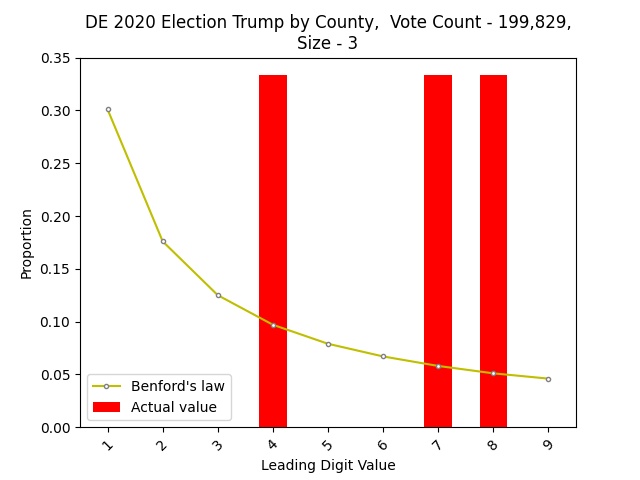 DE 2020 Election Trump by County,  Vote Count - 199,829,
Size - 3
0.35
0.30
0.25
0.20
0.15
0.10
0.05
0.00
Proportion
Benford's law
Actual value
1 2 3 4 5 6 7 8 9
Leading Digit Value